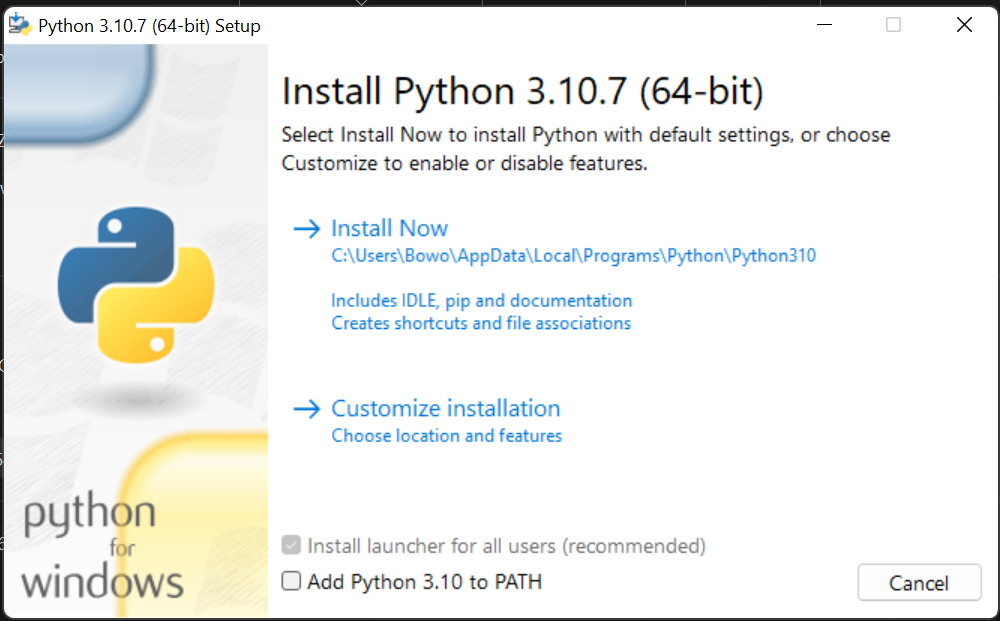 Python 3.10.7 (64-bit) Setup
Install Python 3.10.7 (64-bit)
Select Install Now to install Python with default settings, or choose
Customize to enable or disable features.
Install Now
C:\Users\Bowo\AppData\Local\Programs\Python\Python310
Includes IDLE, pip and documentation
Creates shortcuts and file associations
Customize installation
Choose location and features
python
for
windows
Install launcher for all users (recommended)
Add Python 3.10 to PATH
Cancel